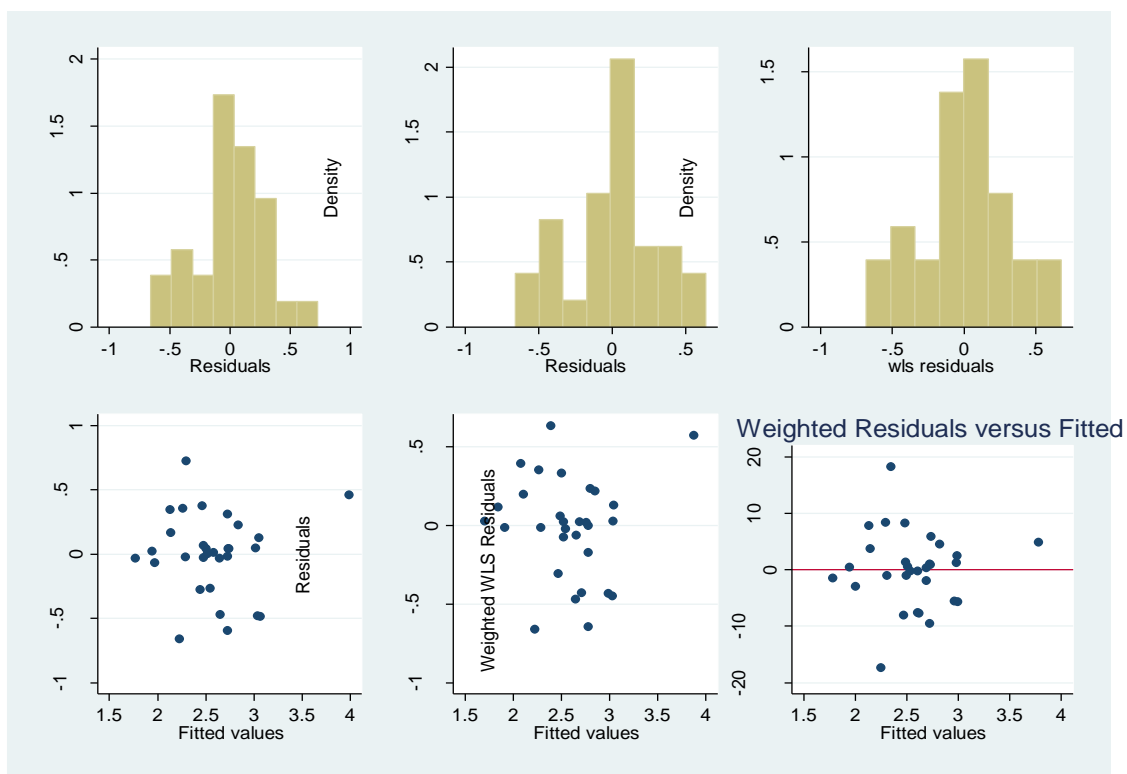 2
1.5
1
.5
0
-1 -.5 0 .5 1
Residuals
Density
2
1.5
1
.5
0
-1 -.5 0 .5
Residuals
Density
1.5
1
.5
0
-1 -.5 0 .5
wls residuals
1
.5
0
-.5
-1
1.5 2 2.5 3 3.5 4
Fitted values
Residuals
.5
0
-.5
-1
1.5 2 2.5 3 3.5 4
Fitted values
Weighted WLS Residuals
Weighted Residuals versus Fitted
20
10
0
-10
-20
1.5 2 2.5 3 3.5 4
Fitted values